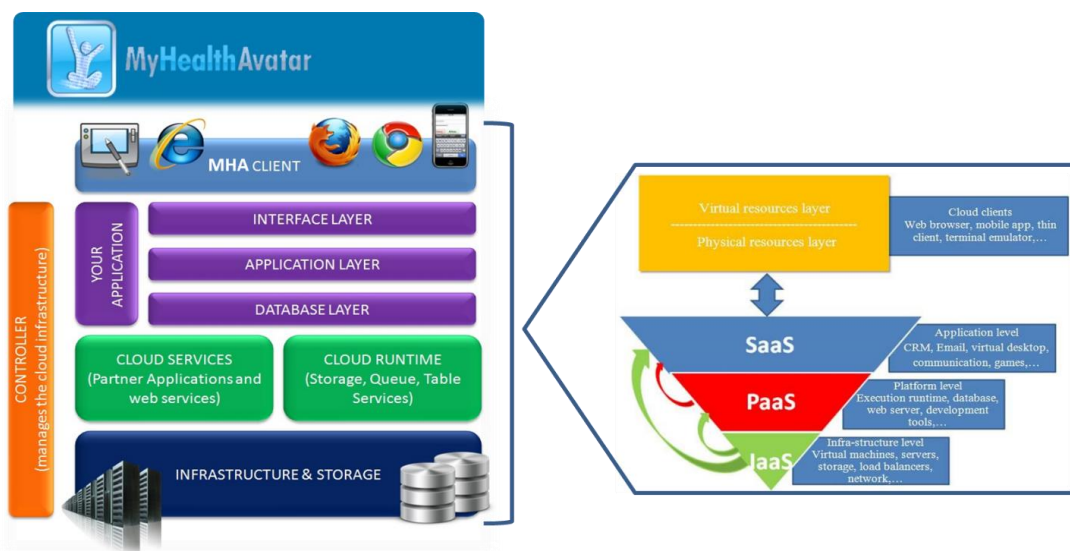 MyHealthAvatar
MHA CLIENT
CONTROLLER
(manages the cloud infrastructure)
YOUR
APPLICATION
INTERFACE LAYER
APPLICATION LAYER
DATABASE LAYER
CLOUD SERVICES
(Partner Applications and
web services)
CLOUD RUNTIME
(Storage, Queue, Table
Services)
INFRASTRUCTURE & STORAGE
Virtual resources layer
Physical resources layer
Cloud clients
Web browser, mobile app, thin
client, terminal emulator,…
SaaS
Application level
CRM, Email, virtual desktop,
communication, games,…
PaaS
Platform level
Execution runtime, database,
web server, development
tools,…
IaaS
Infra-structure level
Virtual machines, servers,
storage, load balancers,
network,…